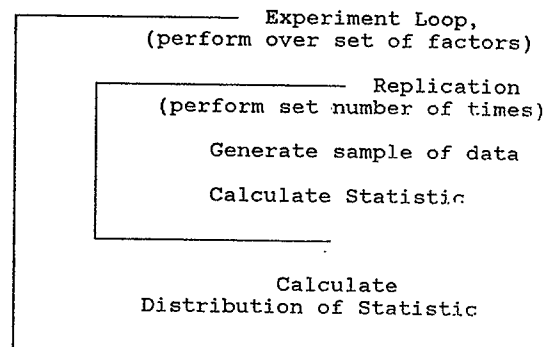 Experiment Loop,
(perform over set of factors)
Replication
(perform set number of times)
Generate sample of data
Calculate Statistic
Calculate
Distribution of Statistic